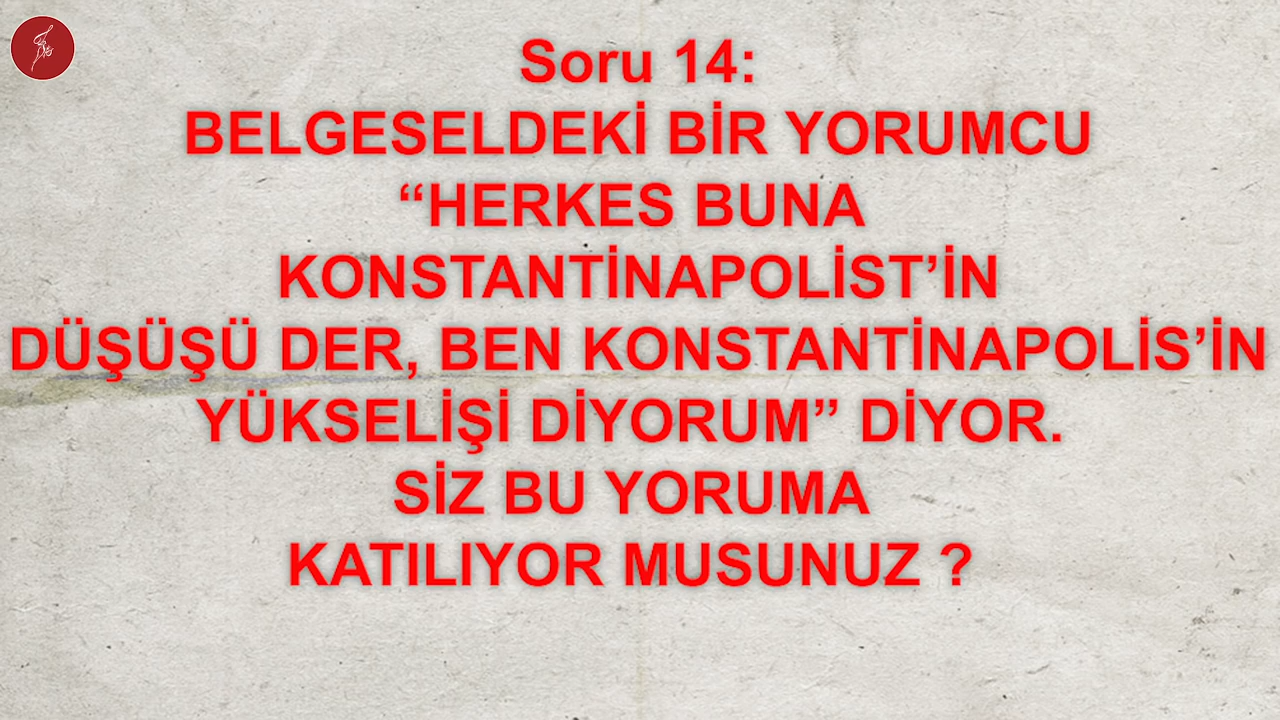 Soru 14:
BELGESELDEKİ BİR YORUMCU
“HERKES BUNA
KONSTANTİNAPOLİST’İN
DÜŞÜŞÜ DER, BEN KONSTANTİNAPOLİS’İN
YÜKSELİŞİ DİYORUM” DİYOR.
SİZ BU YORUMA
KATILIYOR MUSUNUZ ?